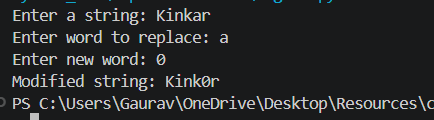 Enter a string: Kinkar
Enter word to replace: a
Enter new word: 0
Modified string: Kink0r
PS C:\Users\Gaurav\OneDrive\Desktop\Resources\c